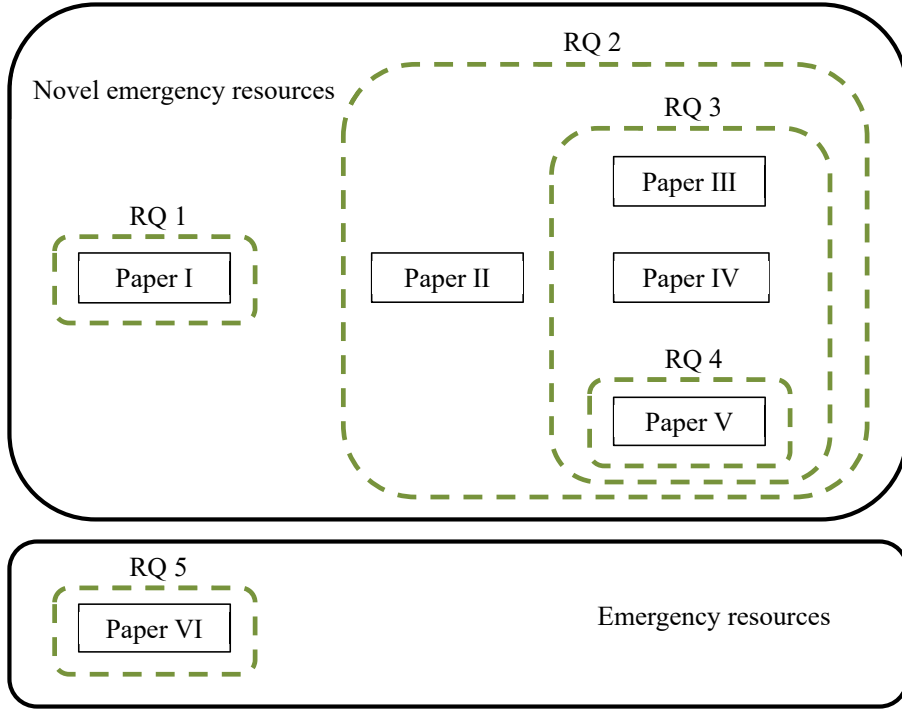 RQ 2
Novel emergency resources
RQ 3
Paper III
RQ 1
Paper I
Paper II
Paper IV
RQ 4
Paper V
RQ 5
Paper VI
Emergency resources